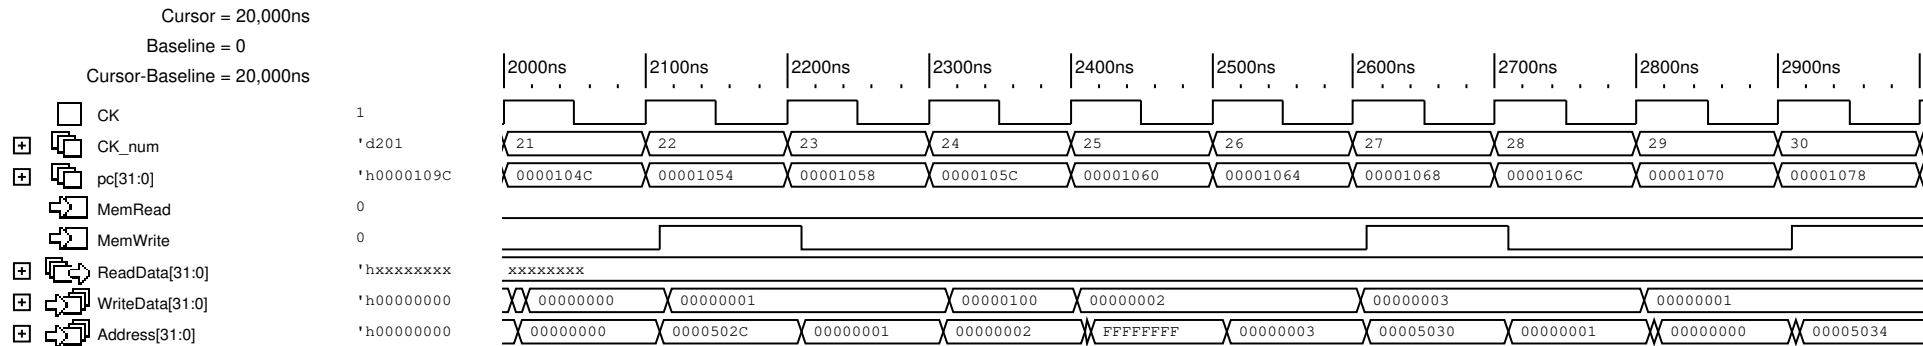 Cursor = 20,000ns
Baseline = 0
Cursor-Baseline = 20,000ns
2000ns 2100ns 2200ns 2300ns 2400ns 2500ns 2600ns 2700ns 2800ns 2900ns
CK 1
CK_num 'd201 21 22 23 24 25 26 27 28 29 30
pc[31:0] 'h0000109C 0000104C 00001054 00001058 0000105C 00001060 00001064 00001068 0000106C 00001070 00001078
MemRead 0
MemWrite 0
ReadData[31:0] 'hxxxxxxxx xxxxxxxx
WriteData[31:0] 'h00000000 00000000 00000001 00000100 00000002 00000003 00000001
Address[31:0] 'h00000000 00000000 0000502C 00000001 00000002 FFFFFFFF 00000003 00005030 00000001 00000000 00005034